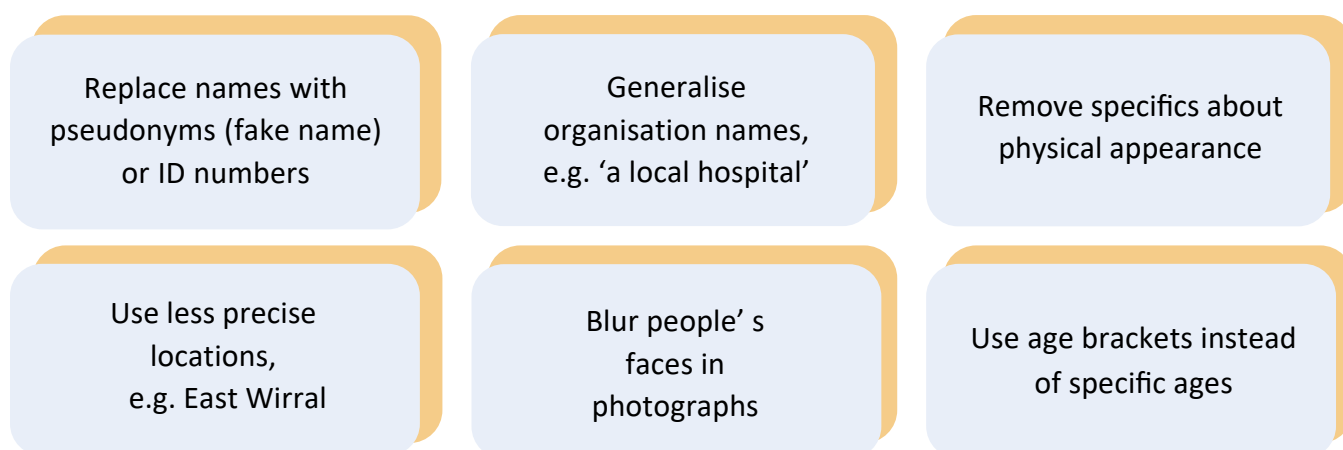 Replace names with
pseudonyms (fake name)
or ID numbers
Generalise
organisation names,
e.g. ‘a local hospital’
Remove specifics about
physical appearance
Use less precise
locations,
e.g. East Wirral
Blur people’ s
faces in
photographs
Use age brackets instead
of specific ages